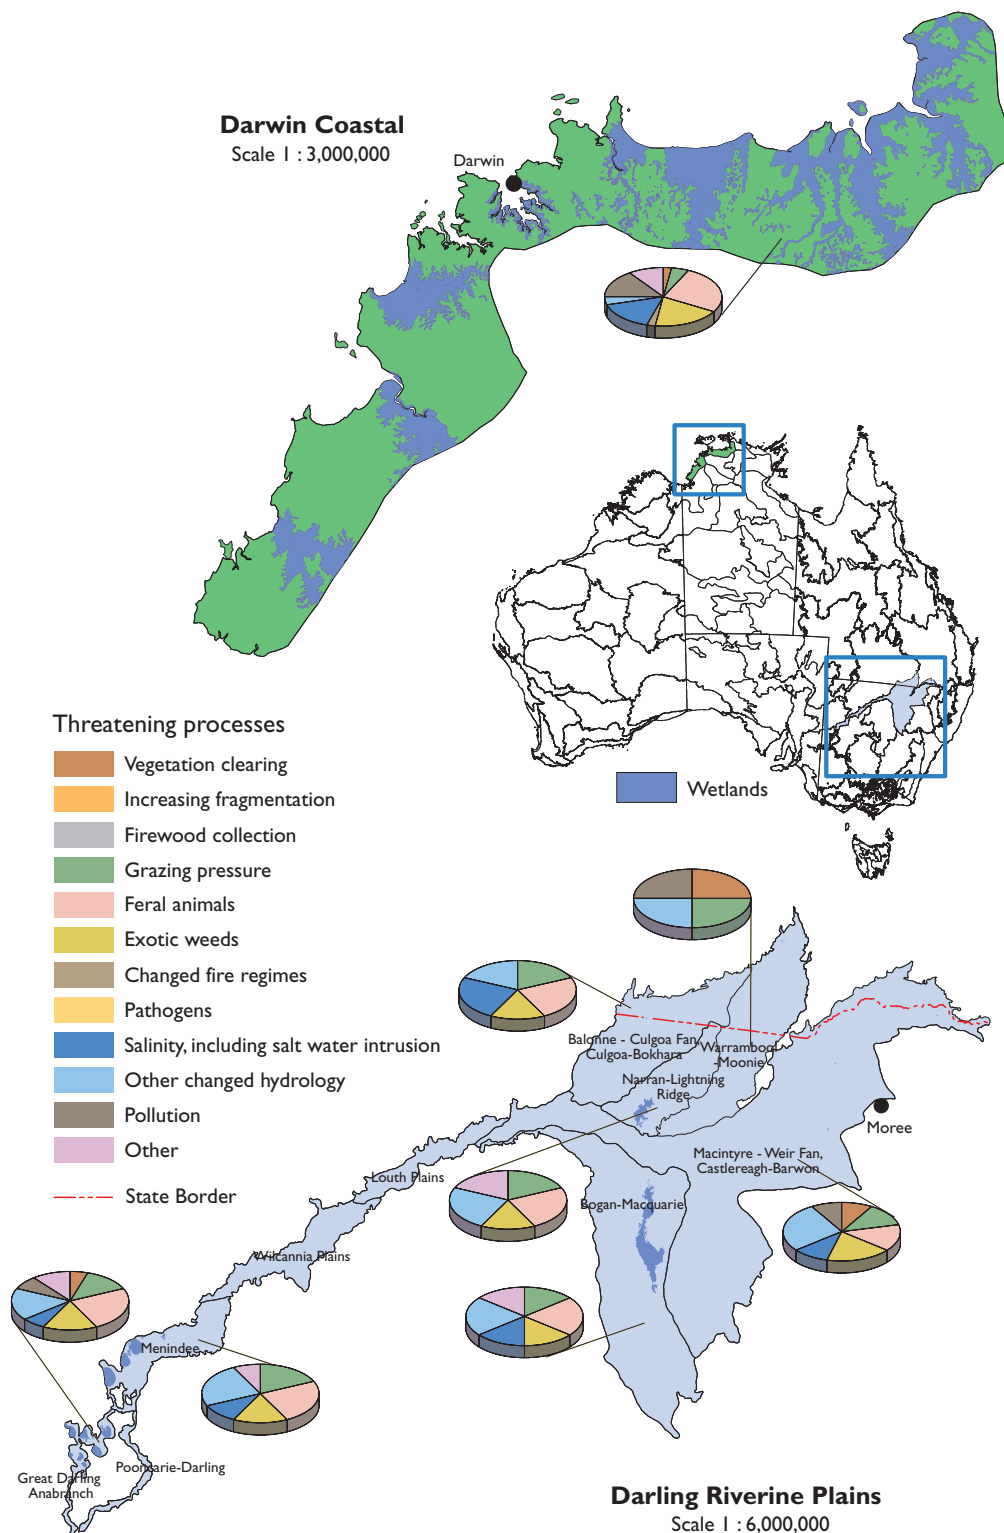 Darwin Coastal
Scale 1 : 3,000,000
Darwin
Threatening processes
Vegetation clearing
Increasing fragmentation
Firewood collection
Grazing pressure
Feral animals
Exotic weeds
Changed fire regimes
Pathogens
Salinity, including salt water intrusion
Other changed hydrology
Pollution
Other
State Border
Wetlands
Balonne - Culgoa Fan,
Culgoa-Bokhara
Warrambool
-Moonie
Narran-Lightning
Ridge
Moree
Macintyre - Weir Fan,
Castlereagh-Barwon
Louth Plains
Bogan-Macquarie
Wilcannia Plains
Menindee
Pooncarie-Darling
Great Darling
Anabranch
Darling Riverine Plains
Scale 1 : 6,000,000